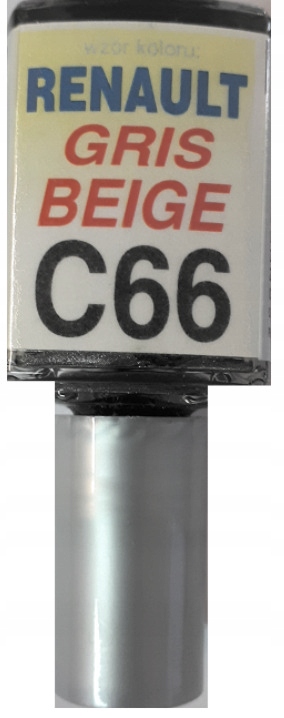 wzór koloru:
RENAULT
GRIS
BEIGE
C66